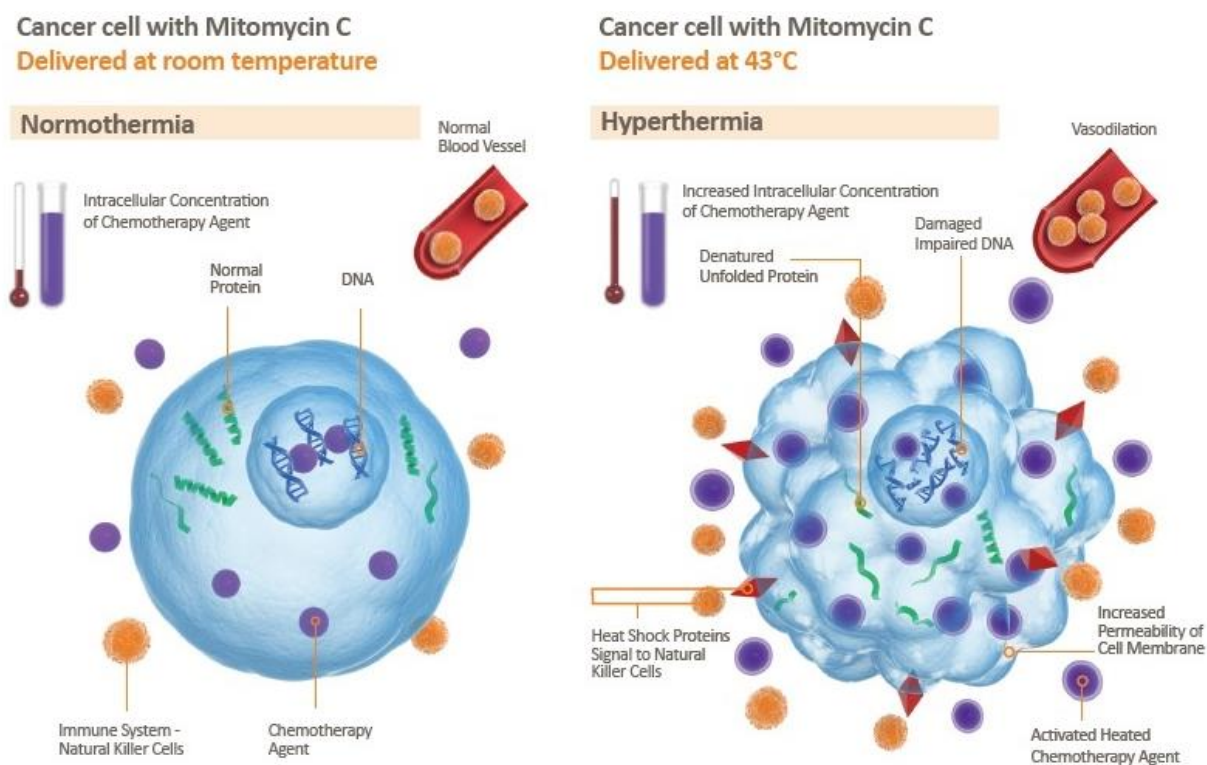 Cancer cell with Mitomycin C
Delivered at room temperature
Normothermia
Normal
Blood Vessel
Intracellular Concentration
of Chemotherapy Agent
Normal
Protein
DNA
Immune System -
Natural Killer Cells
Chemotherapy
Agent
Cancer cell with Mitomycin C
Delivered at 43°C
Hyperthermia
Vasodilation
Increased Intracellular Concentration
of Chemotherapy Agent
Damaged
Impaired DNA
Denatured
Unfolded Protein
Heat Shock Proteins
Signal to Natural
Killer Cells
Increased
Permeability of
Cell Membrane
Activated Heated
Chemotherapy Agent